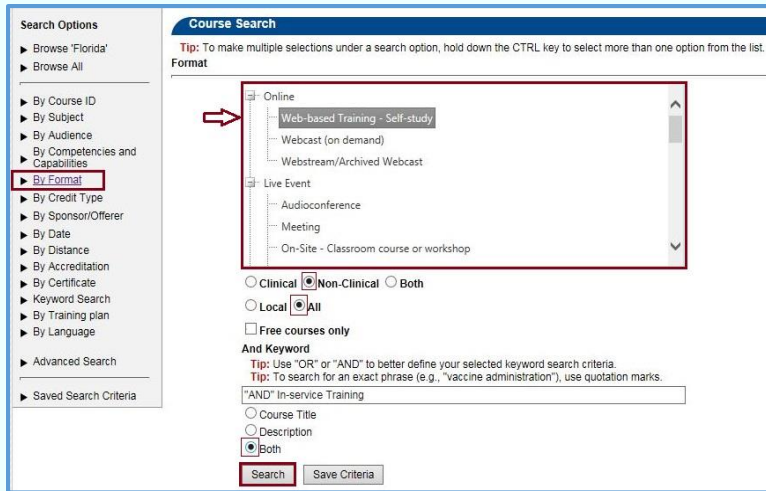 Search Options
Browse 'Florida'
Browse All
By Course ID
By Subject
By Audience
By Competencies and
Capabilities
By Format
By Credit Type
By Sponsor/Offerer
By Date
By Distance
By Accreditation
By Certificate
Keyword Search
By Training plan
By Language
Advanced Search
Saved Search Criteria
Course Search
Tip: To make multiple selections under a search option, hold down the CTRL key to select more than one option from the list.
Format
Online
Web-based Training - Self-study
Webcast (on demand)
Webstream/Archived Webcast
Live Event
Audioconference
Meeting
On-Site - Classroom course or workshop
Clinical Non-Clinical Both
Local All
Free courses only
And Keyword
Tip: Use "OR" or "AND" to better define your selected keyword search criteria.
Tip: To search for an exact phrase (e.g., "vaccine administration"), use quotation marks.
"AND" In-service Training
Course Title
Description
Both
Search Save Criteria